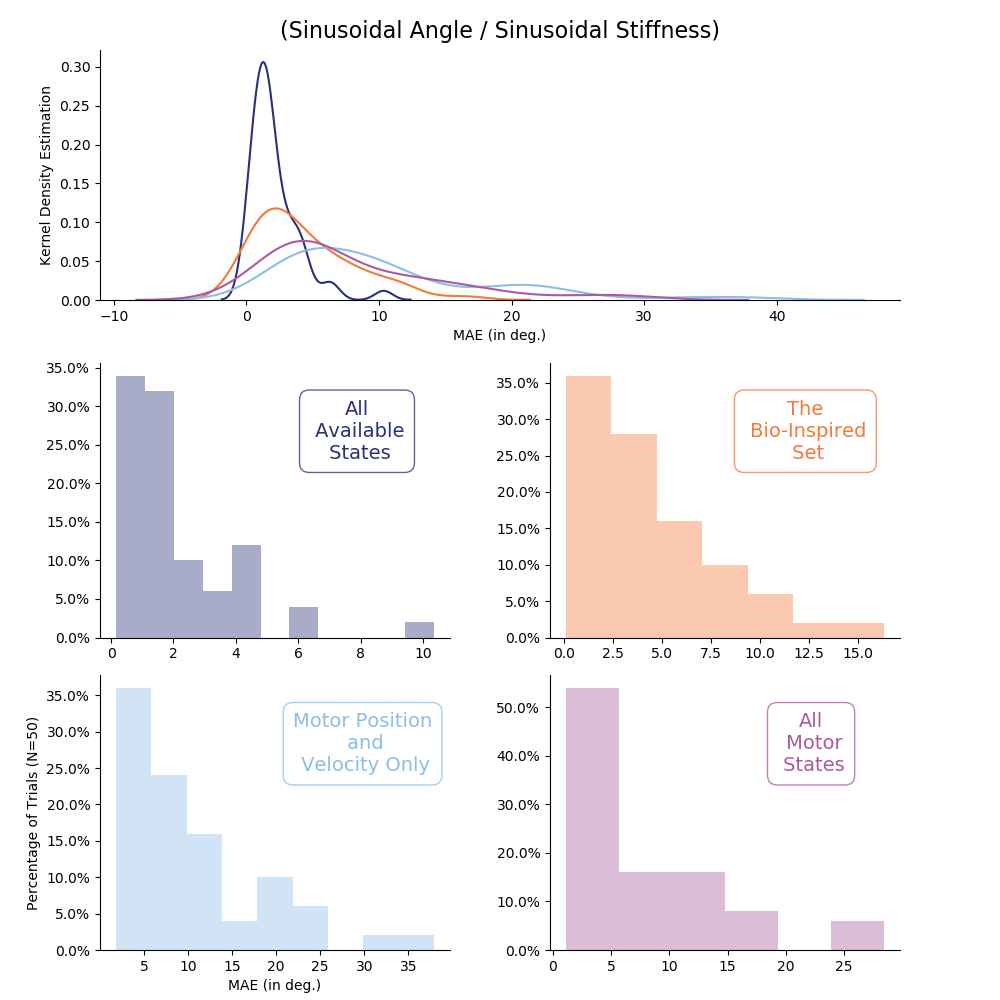 (Sinusoidal Angle / Sinusoidal Stiffness)
Kernel Density Estimation
0.30
0.25
0.20
0.15
0.10
0.05
0.00
−10 0 10 20 30 40
MAE (in deg.)
35.0%
30.0%
25.0%
20.0%
15.0%
10.0%
5.0%
0.0%
0 2 4 6 8 10
All
Available
States
35.0%
30.0%
25.0%
20.0%
15.0%
10.0%
5.0%
0.0%
0.0 2.5 5.0 7.5 10.0 12.5 15.0
The
Bio-Inspired
Set
Percentage of Trials (N=50)
35.0%
30.0%
25.0%
20.0%
15.0%
10.0%
5.0%
0.0%
5 10 15 20 25 30 35
MAE (in deg.)
Motor Position
and
Velocity Only
50.0%
40.0%
30.0%
20.0%
10.0%
0.0%
0 5 10 15 20 25
All
Motor
States